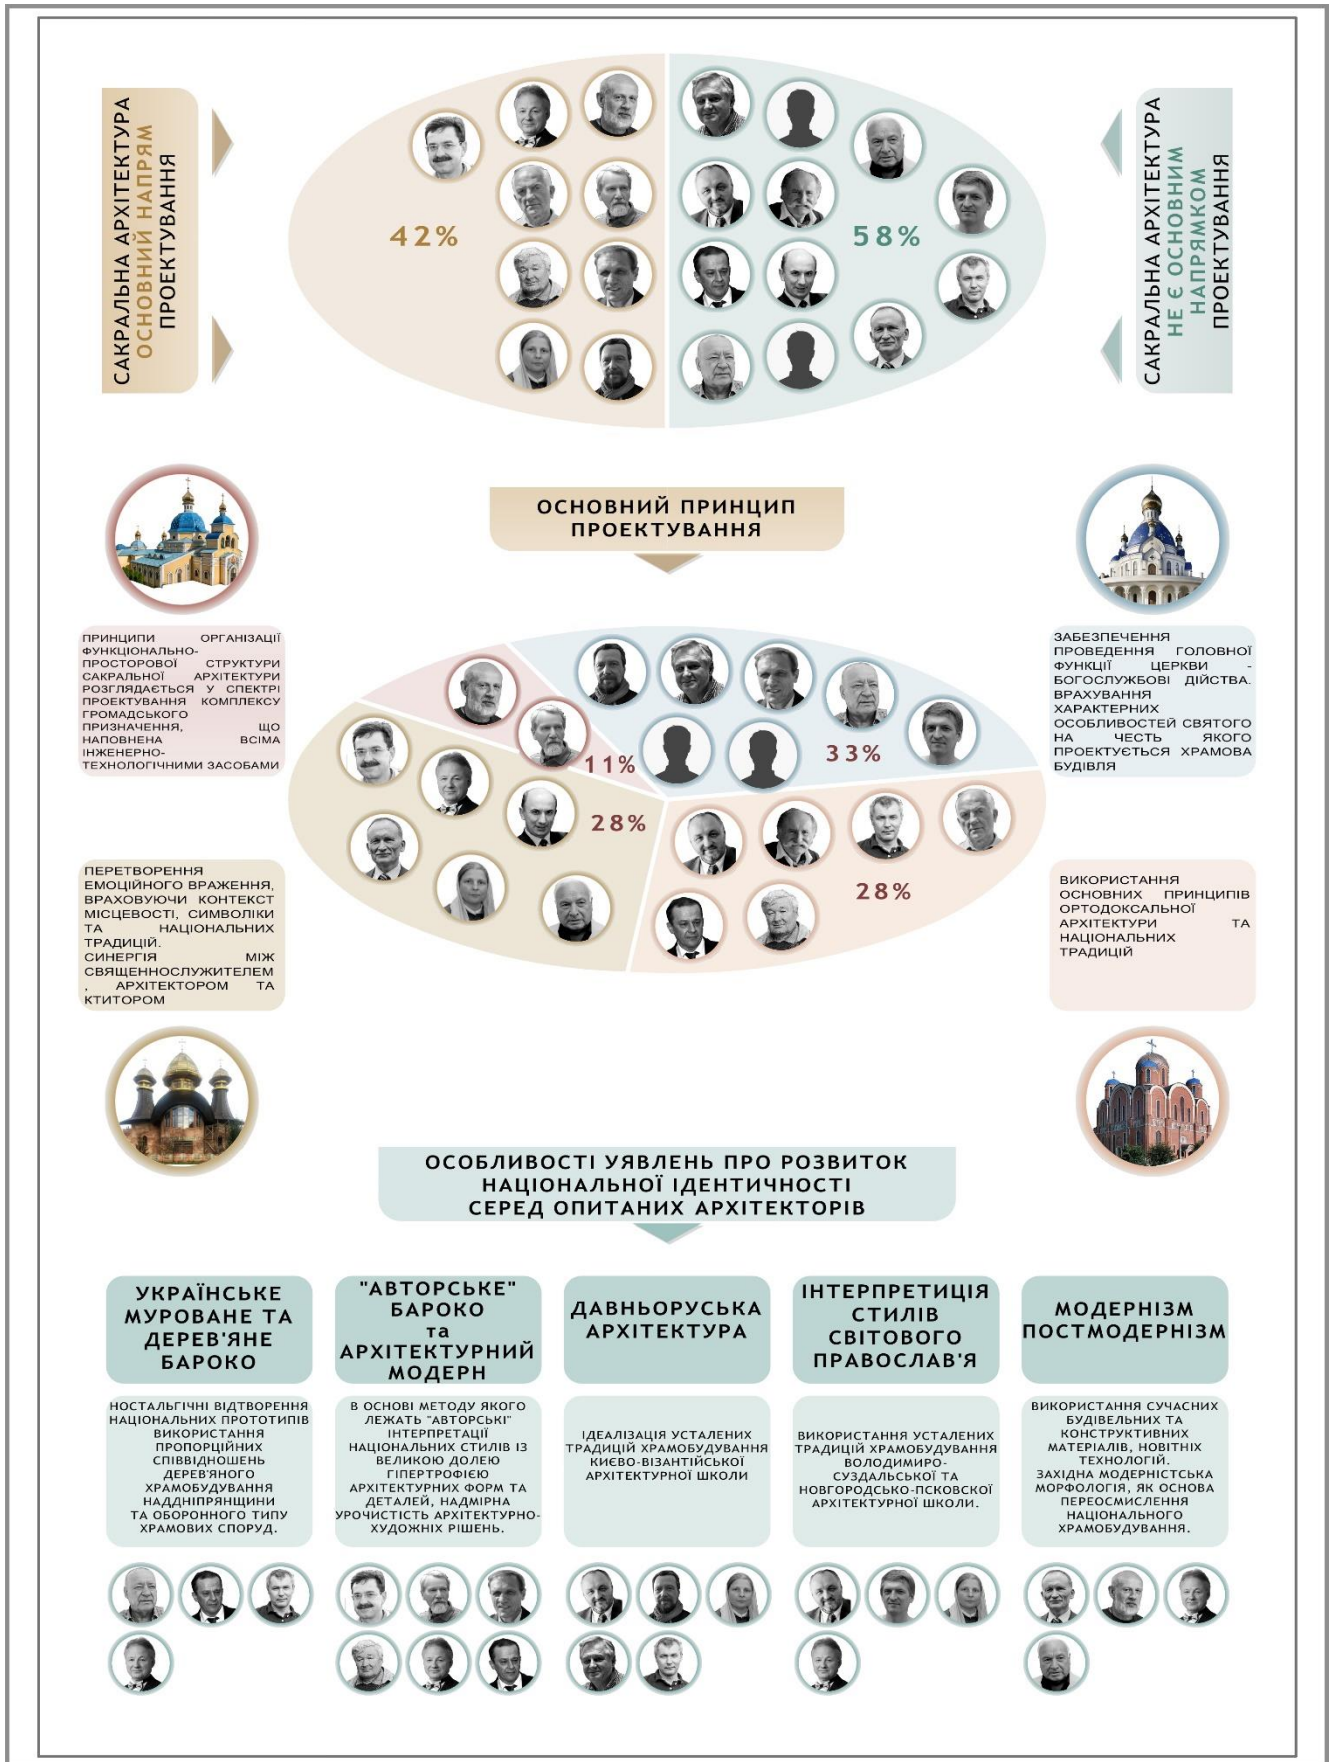 САКРАЛЬНА АРХІТЕКТУРА
ОСНОВНИЙ НАПРЯМ
ПРОЕКТУВАННЯ
42%
58%
САКРАЛЬНА АРХІТЕКТУРА
НЕ Є ОСНОВНИМ
НАПРЯМКОМ
ПРОЕКТУВАННЯ
ОСНОВНИЙ ПРИНЦИП
ПРОЕКТУВАННЯ
ПРИНЦИПИ ОРГАНІЗАЦІЇ
ФУНКЦІОНАЛЬНО-
ПРОСТОРОВОЇ СТРУКТУРИ
САКРАЛЬНОЇ АРХІТЕКТУРИ
РОЗГЛЯДАЄТЬСЯ У СПЕКТРІ
ПРОЕКТУВАННЯ КОМПЛЕКСУ
ГРОМАДСЬКОГО
ПРИЗНАЧЕННЯ, ЩО
НАПОВНЕНА ВСІМА
ІНЖЕНЕРНО-
ТЕХНОЛОГІЧНИМИ ЗАСОБАМИ
ЗАБЕЗПЕЧЕННЯ
ПРОВЕДЕННЯ ГОЛОВНОЇ
ФУНКЦІЇ ЦЕРКВИ -
БОГОСЛУЖБОВІ ДІЙСТВА.
ВРАХУВАННЯ
ХАРАКТЕРНИХ
ОСОБЛИВОСТЕЙ СВЯТОГО
НА ЧЕСТЬ ЯКОГО
ПРОЕКТУЄТЬСЯ ХРАМОВА
БУДІВЛЯ
11%
33%
28%
28%
ПЕРЕТВОРЕННЯ
ЕМОЦІЙНОГО ВРАЖЕННЯ,
ВРАХОВУЮЧИ КОНТЕКСТ
МІСЦЕВОСТІ, СИМВОЛІКИ
ТА НАЦІОНАЛЬНИХ
ТРАДИЦІЙ.
СИНЕРГІЯ МІЖ
СВЯЩЕННОСЛУЖИТЕЛЕМ
, АРХІТЕКТОРОМ ТА
КТИТОРОМ
ВИКОРИСТАННЯ
ОСНОВНИХ ПРИНЦИПІВ
ОРТОДОКСАЛЬНОЇ
АРХІТЕКТУРИ ТА
НАЦІОНАЛЬНИХ
ТРАДИЦІЙ
ОСОБЛИВОСТІ УЯВЛЕНЬ ПРО РОЗВИТОК
НАЦІОНАЛЬНОЇ ІДЕНТИЧНОСТІ
СЕРЕД ОПИТАНИХ АРХІТЕКТОРІВ
УКРАЇНСЬКЕ
МУРОВАНЕ ТА
ДЕРЕВ'ЯНЕ
БАРОКО
НОСТАЛЬГІЧНІ ВІДТВОРЕННЯ
НАЦІОНАЛЬНИХ ПРОТОТИПІВ
ВИКОРИСТАННЯ
ПРОПОРЦІЙНИХ
СПІВВІДНОШЕНЬ
ДЕРЕВ'ЯНОГО
ХРАМОБУДУВАННЯ
НАДДНІПРЯНЩИНИ
ТА ОБОРОННОГО ТИПУ
ХРАМОВИХ СПОРУД.
"АВТОРСЬКЕ"
БАРОКО
та
АРХІТЕКТУРНИЙ
МОДЕРН
В ОСНОВІ МЕТОДУ ЯКОГО
ЛЕЖАТЬ "АВТОРСЬКІ"
ІНТЕРПРЕТАЦІЇ
НАЦІОНАЛЬНИХ СТИЛІВ ІЗ
ВЕЛИКОЮ ДОЛЕЮ
ГІПЕРТРОФІЄЮ
АРХІТЕКТУРНИХ ФОРМ ТА
ДЕТАЛЕЙ, НАДМІРНА
УРОЧИСТІСТЬ АРХІТЕКТУРНО-
ХУДОЖНІХ РІШЕНЬ.
ДАВНЬОРУСЬКА
АРХІТЕКТУРА
ІДЕАЛІЗАЦІЯ УСТАЛЕНИХ
ТРАДИЦІЙ ХРАМОБУДУВАННЯ
КИЄВО-ВІЗАНТІЙСЬКОЇ
АРХІТЕКТУРНОЇ ШКОЛИ
ІНТЕРПРЕТИЦІЯ
СТИЛІВ
СВІТОВОГО
ПРАВОСЛАВ'Я
ВИКОРИСТАННЯ УСТАЛЕНИХ
ТРАДИЦІЙ ХРАМОБУДУВАННЯ
ВОЛОДИМИРО-
СУЗДАЛЬСЬКОЇ ТА
НОВГОРОДСЬКО-ПСКОВСКОЇ
АРХІТЕКТУРНОЇ ШКОЛИ.
МОДЕРНІЗМ
ПОСТМОДЕРНІЗМ
ВИКОРИСТАННЯ СУЧАСНИХ
БУДІВЕЛЬНИХ ТА
КОНСТРУКТИВНИХ
МАТЕРІАЛІВ, НОВІТНІХ
ТЕХНОЛОГІЙ.
ЗАХІДНА МОДЕРНІСТСЬКА
МОРФОЛОГІЯ, ЯК ОСНОВА
ПЕРЕОСМИСЛЕННЯ
НАЦІОНАЛЬНОГО
ХРАМОБУДУВАННЯ.